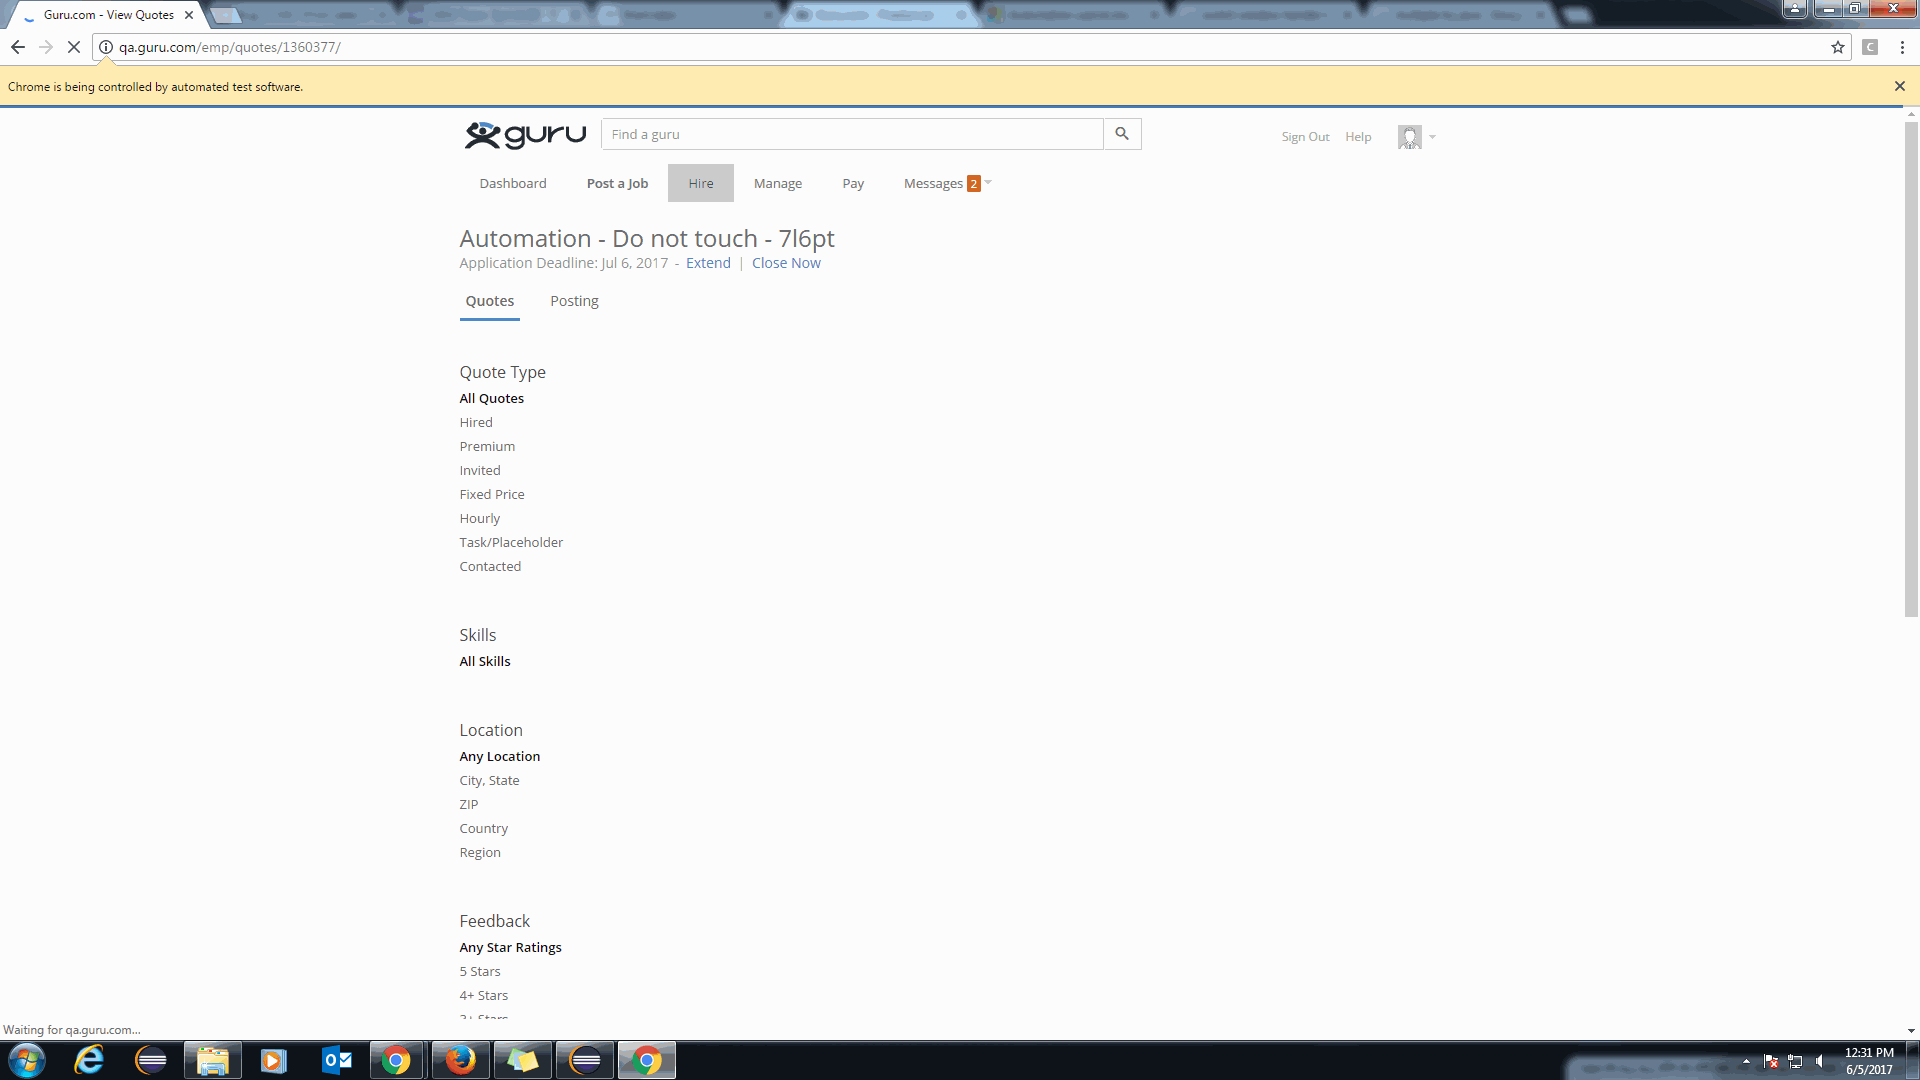 Guru.com - View Quotes
qa.guru.com/emp/quotes/1360377/
C
Chrome is being controlled by automated test software.
guru
Find a guru
Sign Out Help
Dashboard Post a Job Hire Manage Pay Messages 2
Automation - Do not touch - 7l6pt
Application Deadline: Jul 6, 2017 - Extend | Close Now
Quotes Posting
Quote Type
All Quotes
Hired
Premium
Invited
Fixed Price
Hourly
Task/Placeholder
Contacted
Skills
All Skills
Location
Any Location
City, State
ZIP
Country
Region
Feedback
Any Star Ratings
5 Stars
4+ Stars
3+ Stars
Waiting for qa.guru.com...
12:31 PM
6/5/2017